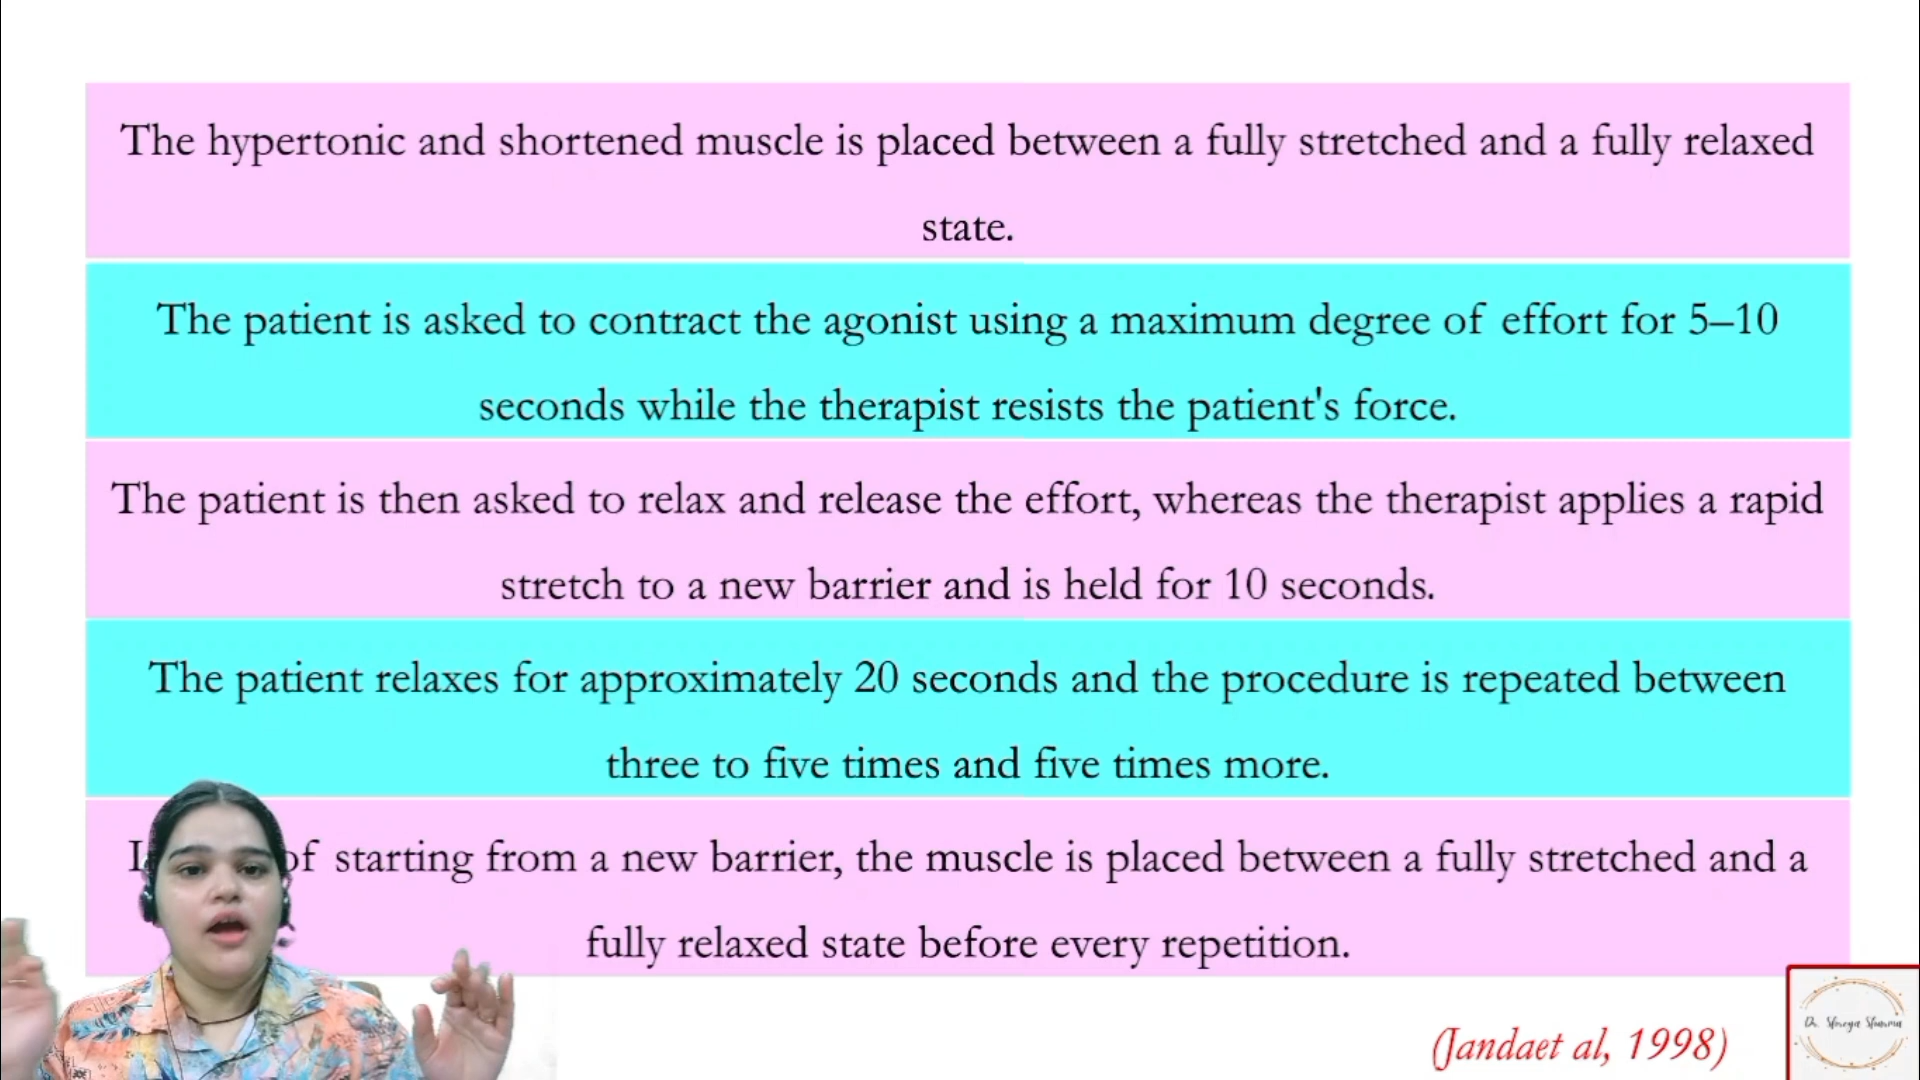 The hypertonic and shortened muscle is placed between a fully stretched and a fully relaxed
state.
The patient is asked to contract the agonist using a maximum degree of effort for 5–10
seconds while the therapist resists the patient's force.
The patient is then asked to relax and release the effort, whereas the therapist applies a rapid
stretch to a new barrier and is held for 10 seconds.
The patient relaxes for approximately 20 seconds and the procedure is repeated between
three to five times and five times more.
of starting from a new barrier, the muscle is placed between a fully stretched and a
fully relaxed state before every repetition.
(Jandaet al, 1998)
Dr. Shreya Sharma